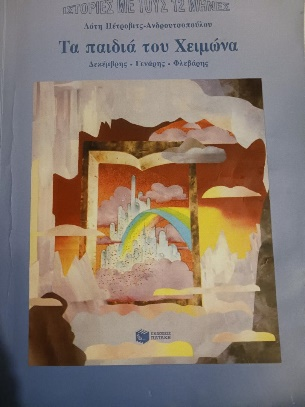 ΙΣΤΟΡΙΕΣ ΜΕ ΤΟΥΣ 12 ΜΗΝΕΣ
Λότη Πέτροβιτς-Ανδρουτσοπούλου
Τα παιδιά του Χειμώνα
Δεκέμβρης • Γενάρης • Φλεβάρης
ΕΚΔΟΣΕΙΣ
ΠΑΤΑΚΗ